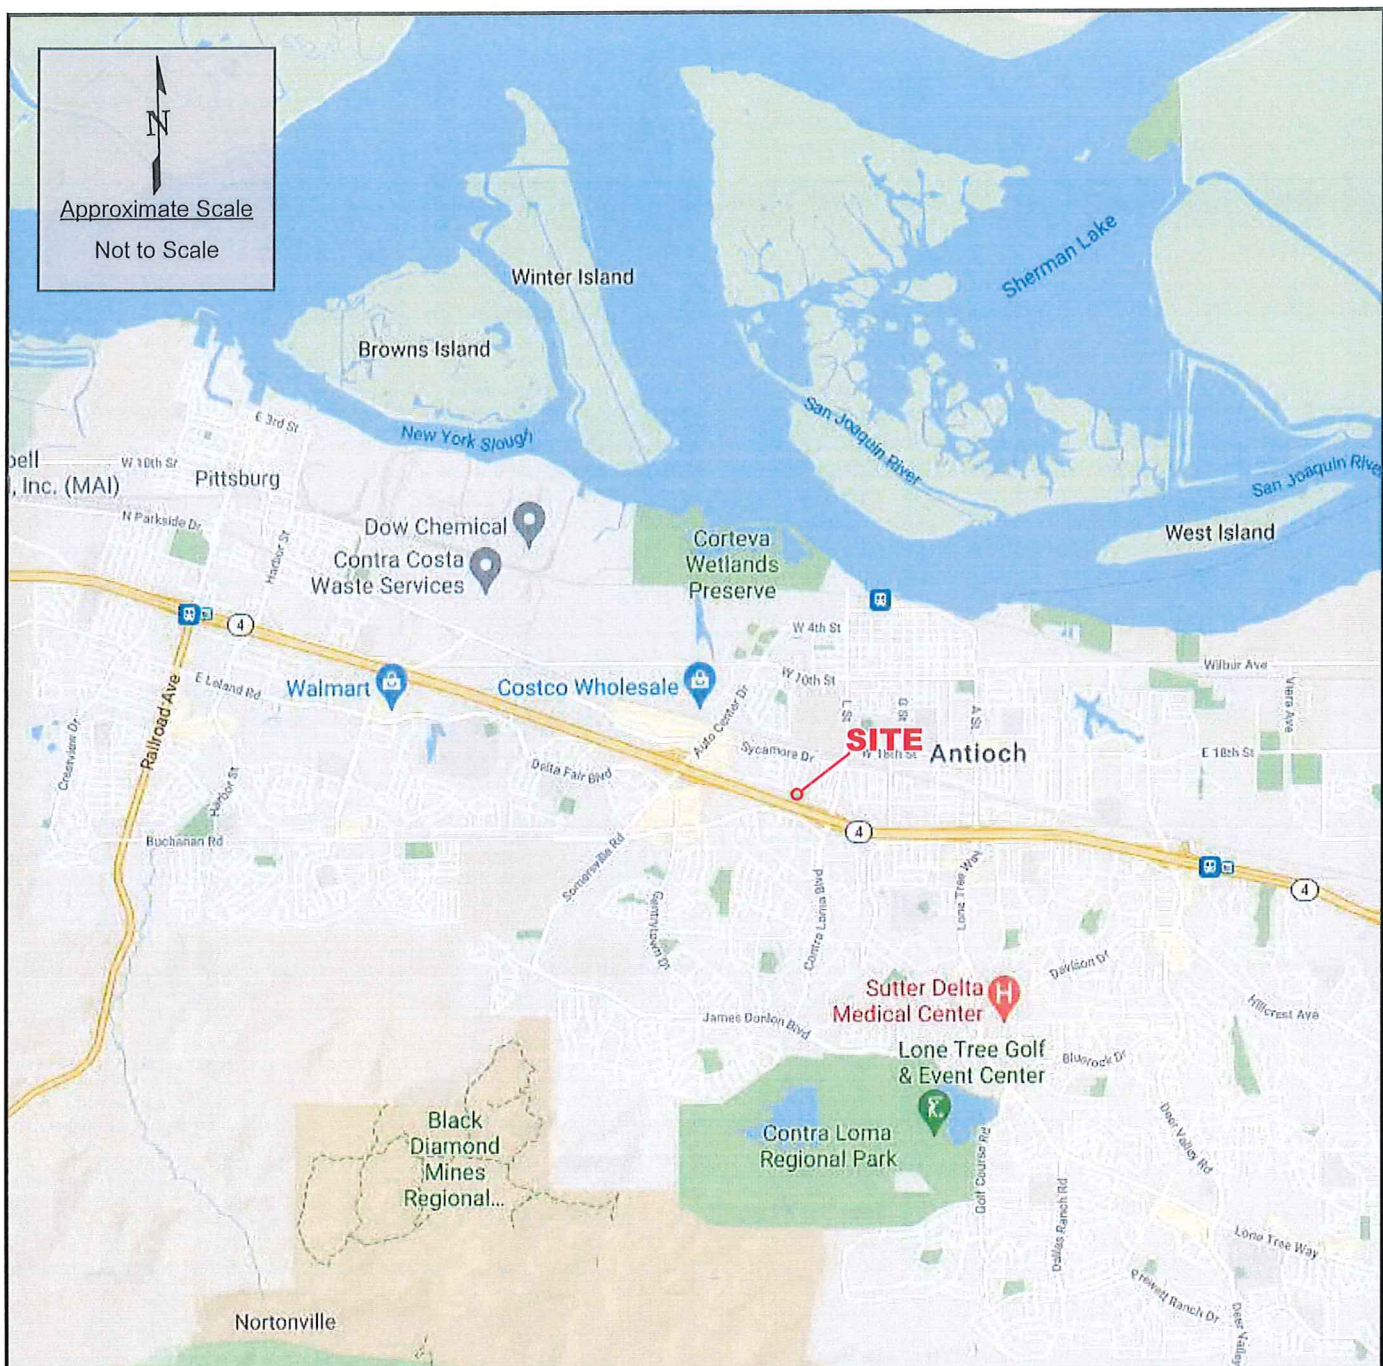 N
Approximate Scale
Not to Scale
Winter Island
Sherman Lake
Browns Island
E 3rd St
New York Slough
San Joaquin River
San Joaquin River
pell
W 10th St
, Inc. (MAI)
Pittsburg
West Island
N Parkside Dr
Harbor St
Dow Chemical
Contra Costa
Waste Services
Corteva
Wetlands
Preserve
4
W 4th St
Wilbur Ave
E Leland Rd
Walmart
Costco Wholesale
W 10th St
Railroad Ave
Crestview Dr
Harbor St
Auto Center Dr
L St
G St
A St
Viera Ave
SITE
Sycamore Dr
W 18th St
Antioch
E 18th St
Delta Fair Blvd
Buchanan Rd
4
Somersville Rd
Gentrytown Dr
Contra Loma Blvd
Lone Tree Way
4
Davison Dr
Sutter Delta
Medical Center
H
Hillcrest Ave
James Donlon Blvd
Lone Tree Golf
& Event Center
Bluerock Dr
Black
Diamond
Mines
Regional...
Contra Loma
Regional Park
Golf Course Rd
Deer Valley Rd
Dallas Ranch Rd
Lone Tree Way
Prewett Ranch Dr
Deer Valley
Nortonville